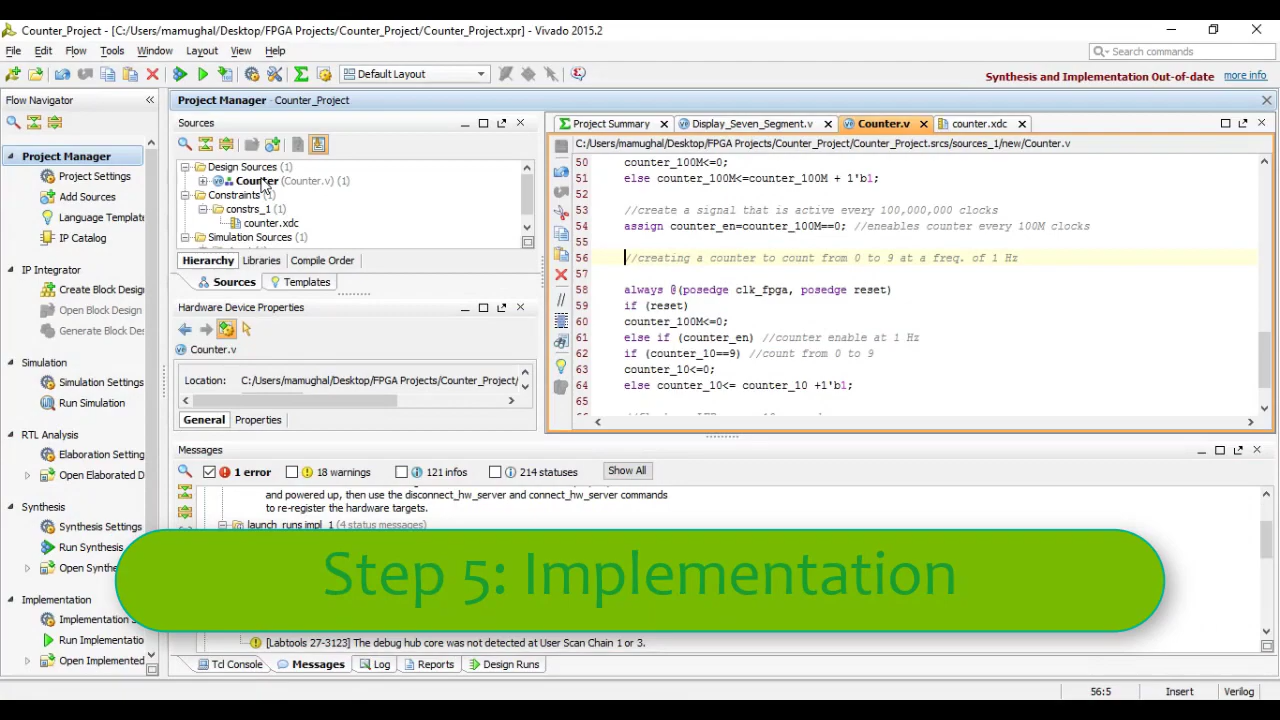 Counter_Project - [C:/Users/mamughal/Desktop/FPGA Projects/Counter_Project/Counter_Project.xpr] - Vivado 2015.2
File Edit Flow Tools Window Layout View Help
Search commands
Default Layout
Synthesis and Implementation Out-of-date more info
Flow Navigator
Project Manager
Project Settings
Add Sources
Language Templat
IP Catalog
IP Integrator
Create Block Desig
Open Block Design
Generate Block De
Simulation
Simulation Settings
Run Simulation
RTL Analysis
Elaboration Setting
Open Elaborated D
Synthesis
Synthesis Settings
Run Synthesis
Open Synthe
Implementation
Implementation S
Run Implementatio
Open Implemented
Project Manager - Counter_Project
Sources
Design Sources (1)
Counter (Counter.v) (1)
Constraints (1)
constrs_1 (1)
counter.xdc
Simulation Sources (1)
Hierarchy Libraries Compile Order
Sources Templates
Hardware Device Properties
Counter.v
Location: C:/Users/mamughal/Desktop/FPGA Projects/Counter_Project/
General Properties
Project Summary Display_Seven_Segment.v Counter.v counter.xdc
C:/Users/mamughal/Desktop/FPGA Projects/Counter_Project/Counter_Project.srcs/sources_1/new/Counter.v
50 counter_100M<=0;
51 else counter_100M<=counter_100M + 1'b1;
52
53 //create a signal that is active every 100,000,000 clocks
54 assign counter_en=counter_100M==0; //eneables counter every 100M clocks
55
56 //creating a counter to count from 0 to 9 at a freq. of 1 Hz
57
58 always @(posedge clk_fpga, posedge reset)
59 if (reset)
60 counter_100M<=0;
61 else if (counter_en) //counter enable at 1 Hz
62 if (counter_10==9) //count from 0 to 9
63 counter_10<=0;
64 else counter_10<= counter_10 +1'b1;
65
Messages
1 error 18 warnings 121 infos 214 statuses Show All
and powered up, then use the disconnect_hw_server and connect_hw_server commands
to re-register the hardware targets.
launch_runs impl_1 (4 status messages)
Step 5: Implementation
[Labtools 27-3123] The debug hub core was not detected at User Scan Chain 1 or 3.
Tcl Console Messages Log Reports Design Runs
56:5 Insert Verilog